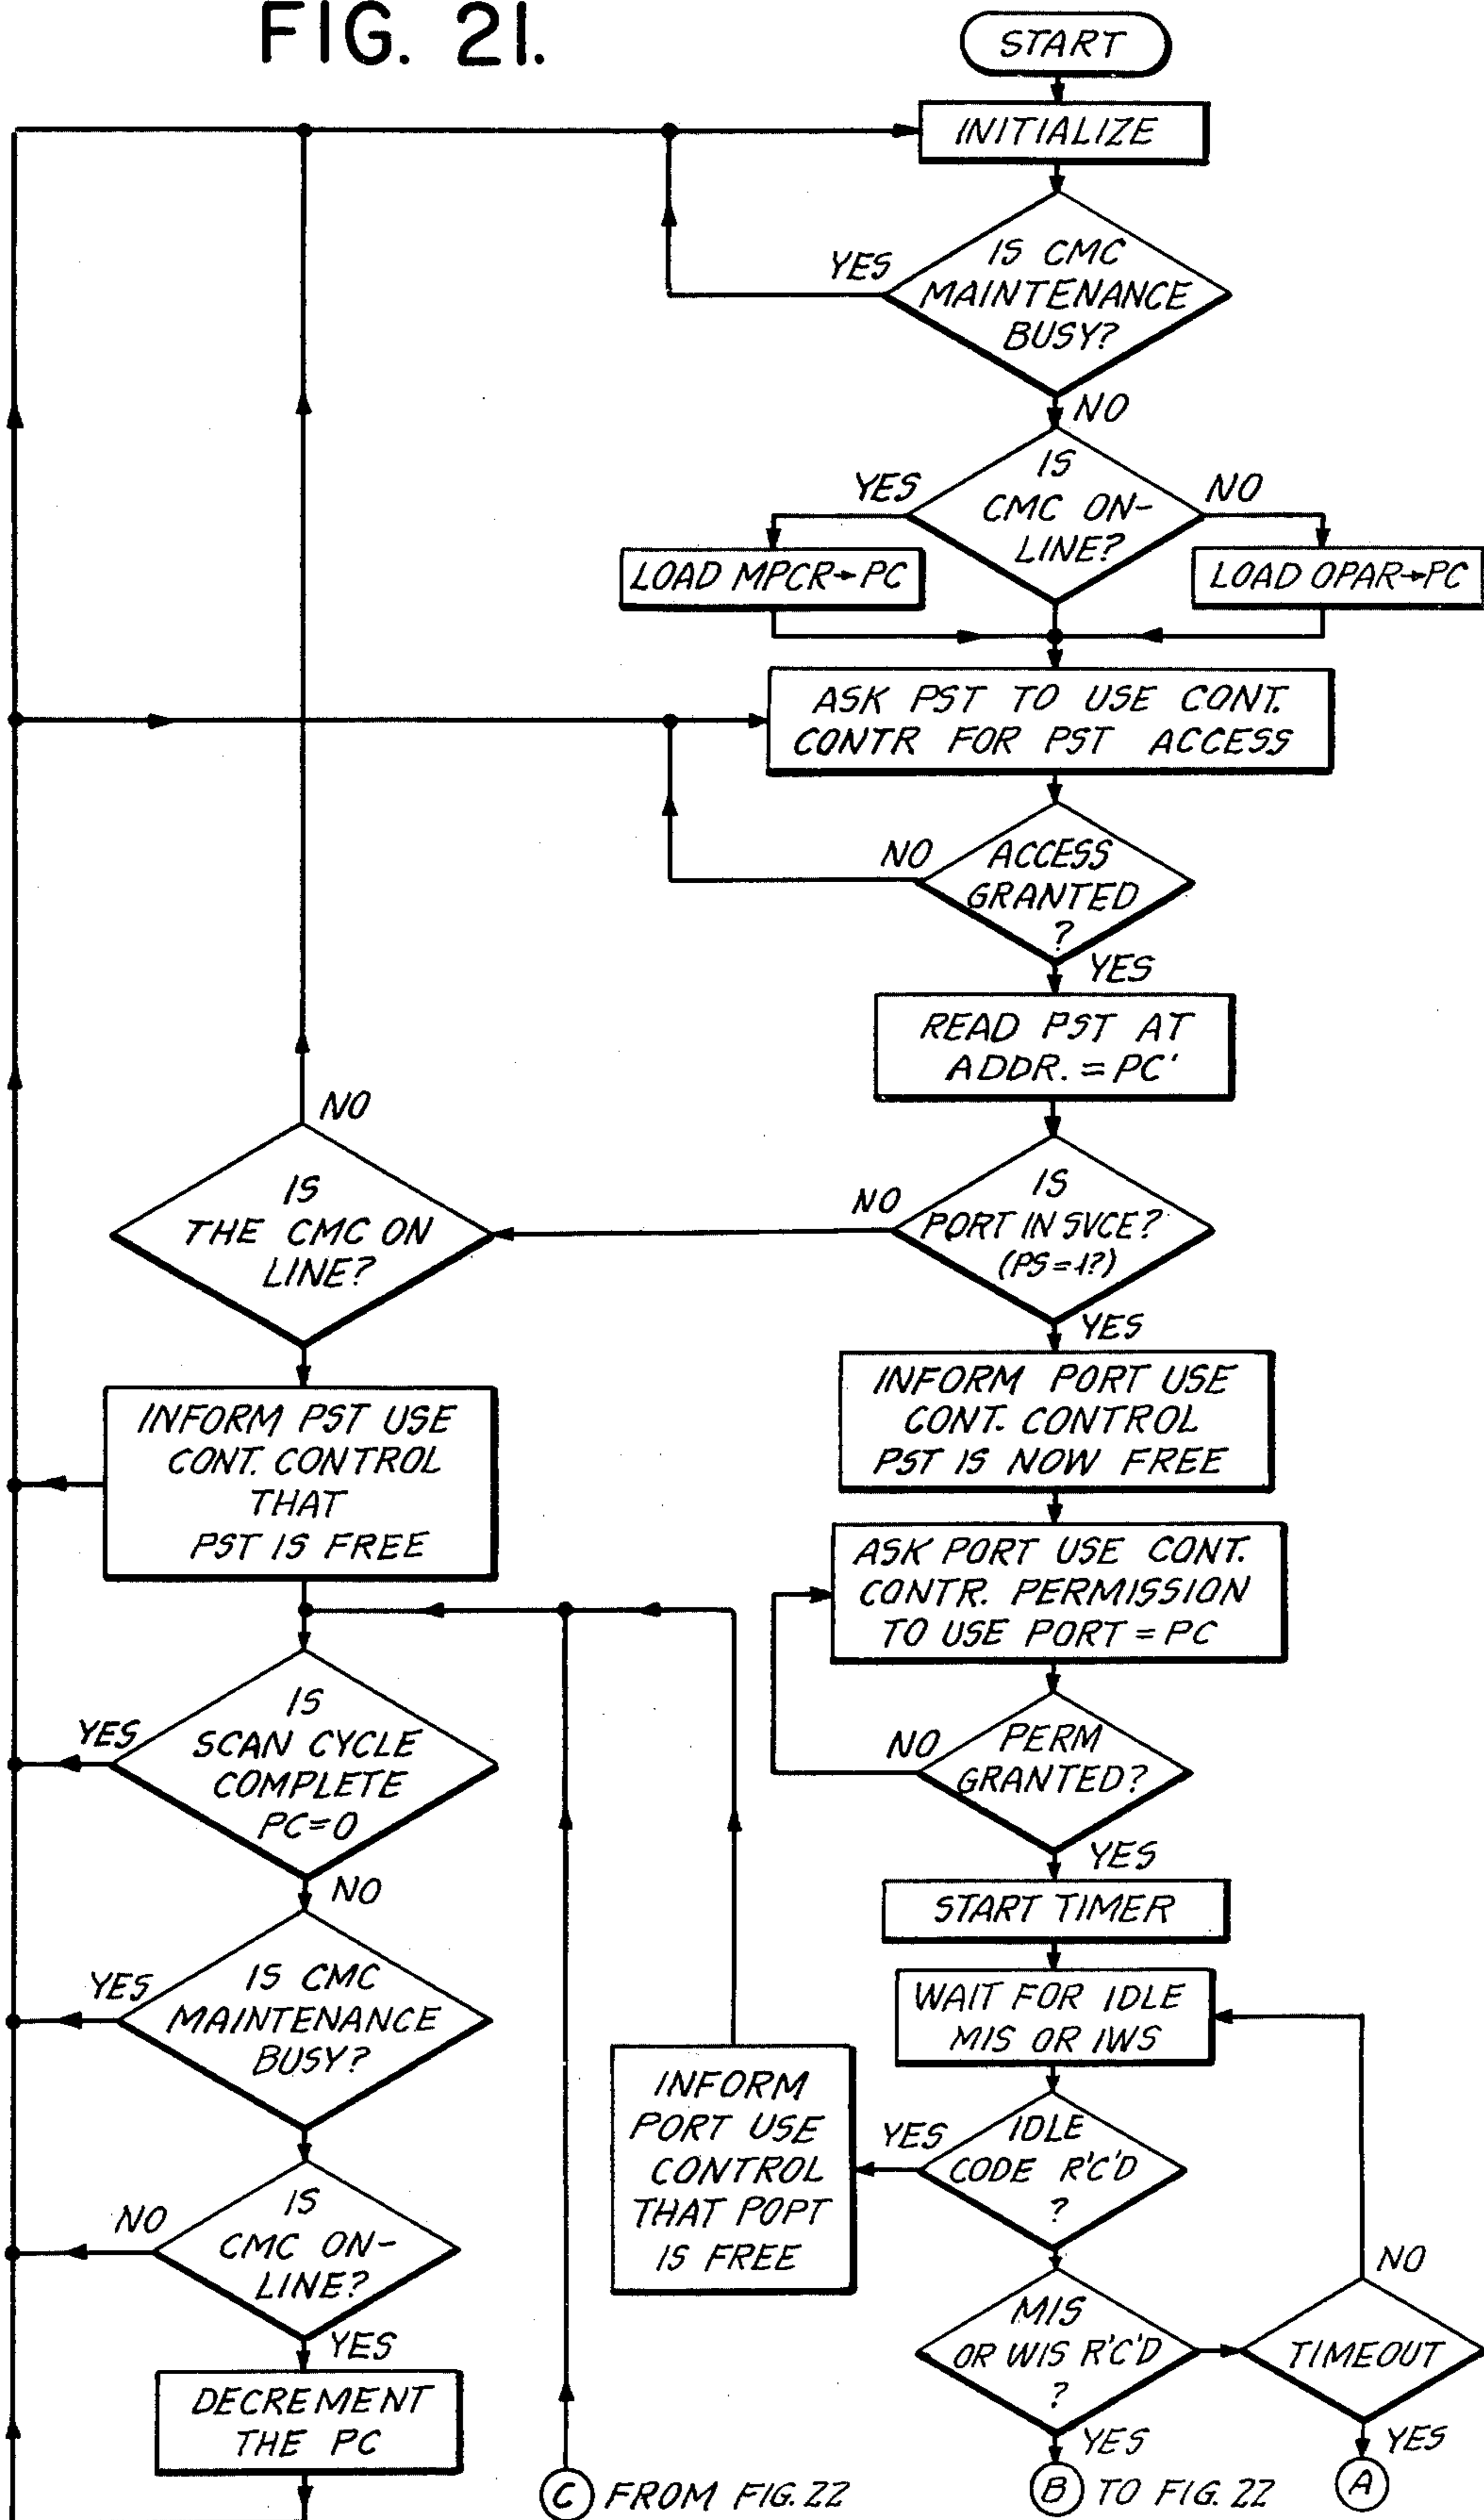 FIG. 21.
START
INITIALIZE
IS CMC
MAINTENANCE
BUSY?
YES
NO
IS
CMC ON-
LINE?
YES
NO
LOAD MPCR→PC
LOAD OPAR→PC
ASK PST TO USE CONT.
CONTR FOR PST ACCESS
ACCESS
GRANTED
?
NO
YES
READ PST AT
ADDR. = PC'
IS
PORT IN SVCE?
(PS=1?)
NO
YES
IS
THE CMC ON
LINE?
NO
INFORM PORT USE
CONT. CONTROL
PST IS NOW FREE
INFORM PST USE
CONT. CONTROL
THAT
PST IS FREE
ASK PORT USE CONT.
CONTR. PERMISSION
TO USE PORT = PC
PERM
GRANTED?
NO
YES
IS
SCAN CYCLE
COMPLETE
PC=0
YES
NO
START TIMER
WAIT FOR IDLE
MIS OR IWS
IS CMC
MAINTENANCE
BUSY?
YES
INFORM
PORT USE
CONTROL
THAT POPT
IS FREE
YES
IDLE
CODE R'C'D
?
IS
CMC ON-
LINE?
NO
YES
MIS
OR WIS R'C'D
?
YES
NO
TIMEOUT
YES
DECREMENT
THE PC
C FROM FIG. 22
B TO FIG. 22
A